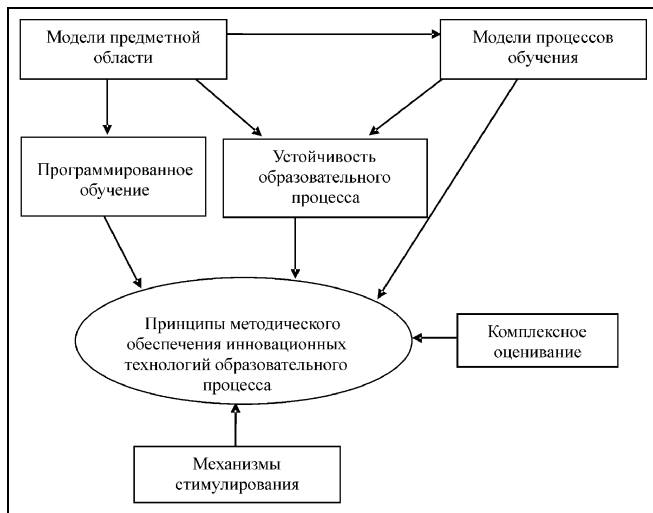 Модели предметной
области
Модели процессов
обучения
Программированное
обучение
Устойчивость
образовательного
процесса
Принципы методического
обеспечения инновационных
технологий образовательного
процесса
Комплексное
оценивание
Механизмы
стимулирования